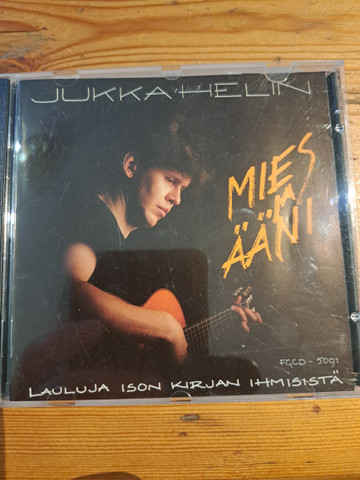 JUKKA HELIN
MIES
JA
ÄÄNI
FGCD - 5091
LAULUJA ISON KIRJAN IHMISISTÄ